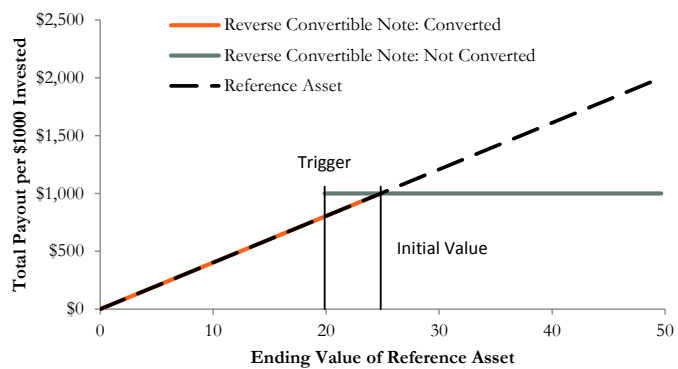 $2,500
$2,000
$1,500
$1,000
$500
$0
Total Payout per $1000 Invested
Reverse Convertible Note: Converted
Reverse Convertible Note: Not Converted
Reference Asset
Trigger
Initial Value
0 10 20 30 40 50
Ending Value of Reference Asset